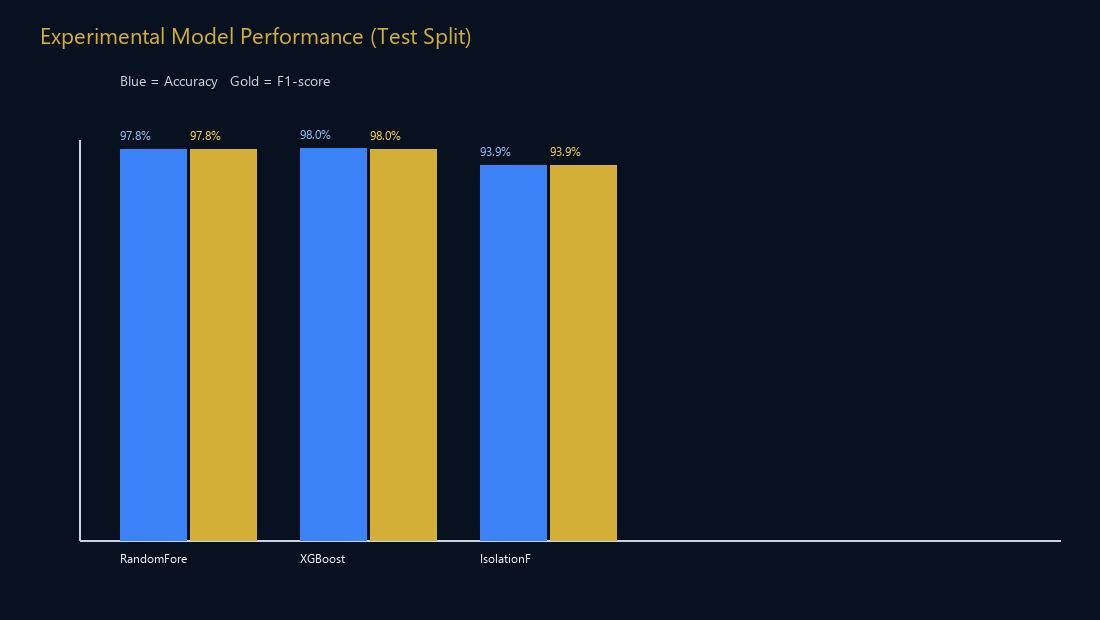 Experimental Model Performance (Test Split)
Blue = Accuracy   Gold = F1-score
97.8% 97.8% 98.0% 98.0% 93.9% 93.9%
RandomFore XGBoost IsolationF